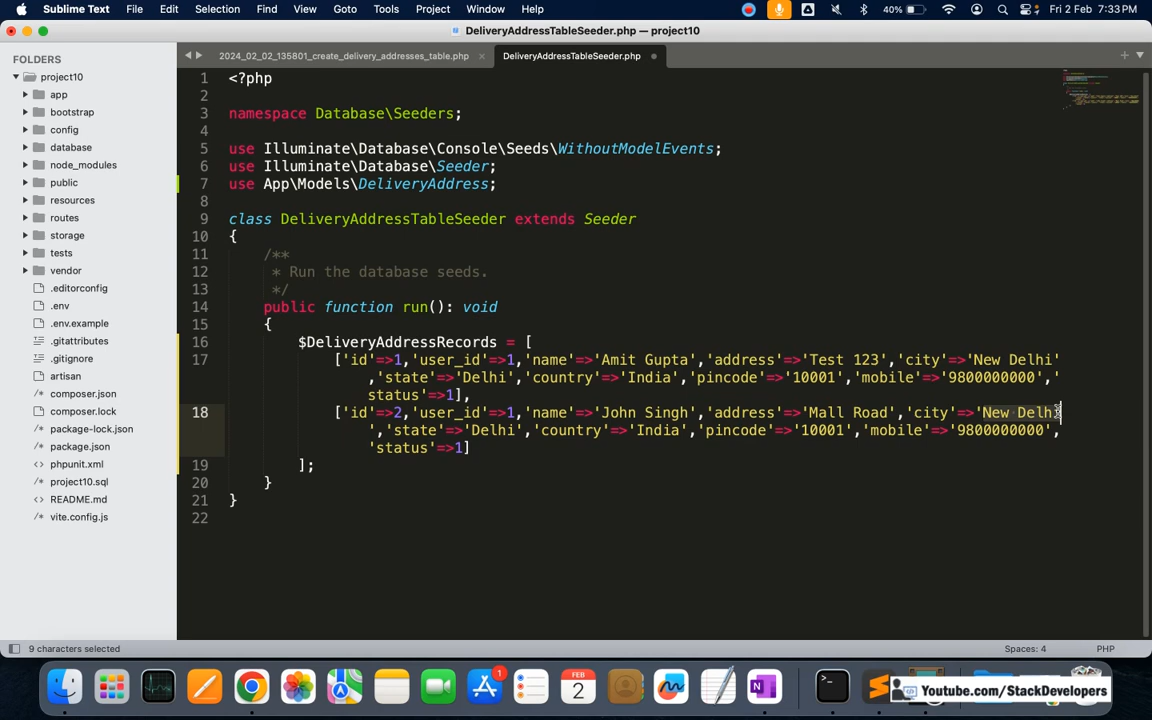 Sublime Text File Edit Selection Find View Goto Tools Project Window Help 40% Fri 2 Feb 7:33 PM
DeliveryAddressTableSeeder.php — project10
FOLDERS
project10
app
bootstrap
config
database
node_modules
public
resources
routes
storage
tests
vendor
.editorconfig
.env
.env.example
.gitattributes
.gitignore
artisan
composer.json
composer.lock
package-lock.json
package.json
phpunit.xml
project10.sql
README.md
vite.config.js
2024_02_02_135801_create_delivery_addresses_table.php DeliveryAddressTableSeeder.php
1 <?php
2
3 namespace Database\Seeders;
4
5 use Illuminate\Database\Console\Seeds\WithoutModelEvents;
6 use Illuminate\Database\Seeder;
7 use App\Models\DeliveryAddress;
8
9 class DeliveryAddressTableSeeder extends Seeder
10 {
11 /**
12 * Run the database seeds.
13 */
14 public function run(): void
15 {
16 $DeliveryAddressRecords = [
17 ['id'=>1,'user_id'=>1,'name'=>'Amit Gupta','address'=>'Test 123','city'=>'New Delhi'
,'state'=>'Delhi','country'=>'India','pincode'=>'10001','mobile'=>'9800000000','
status'=>1],
18 ['id'=>2,'user_id'=>1,'name'=>'John Singh','address'=>'Mall Road','city'=>'New Delhi
','state'=>'Delhi','country'=>'India','pincode'=>'10001','mobile'=>'9800000000',
'status'=>1]
19 ];
20 }
21 }
22
9 characters selected Spaces: 4 PHP
1
FEB
2
Youtube.com/StackDevelopers